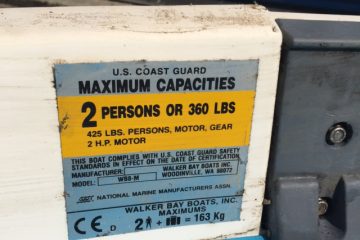 U.S. COAST GUARD
MAXIMUM CAPACITIES
2 PERSONS OR 360 LBS
425 LBS. PERSONS, MOTOR, GEAR
2 H.P. MOTOR
THIS BOAT COMPLIES WITH U.S. COAST GUARD SAFETY
STANDARDS IN EFFECT ON THE DATE OF CERTIFICATION
MANUFACTURER: WALKER BAY BOATS, INC.
WOODINVILLE, WA 98072
MODEL:
NATIONAL MANUFACTURERS ASSN.
WALKER BAY BOATS, INC.
MAXIMUMS
CE D 2 + = 163 Kg